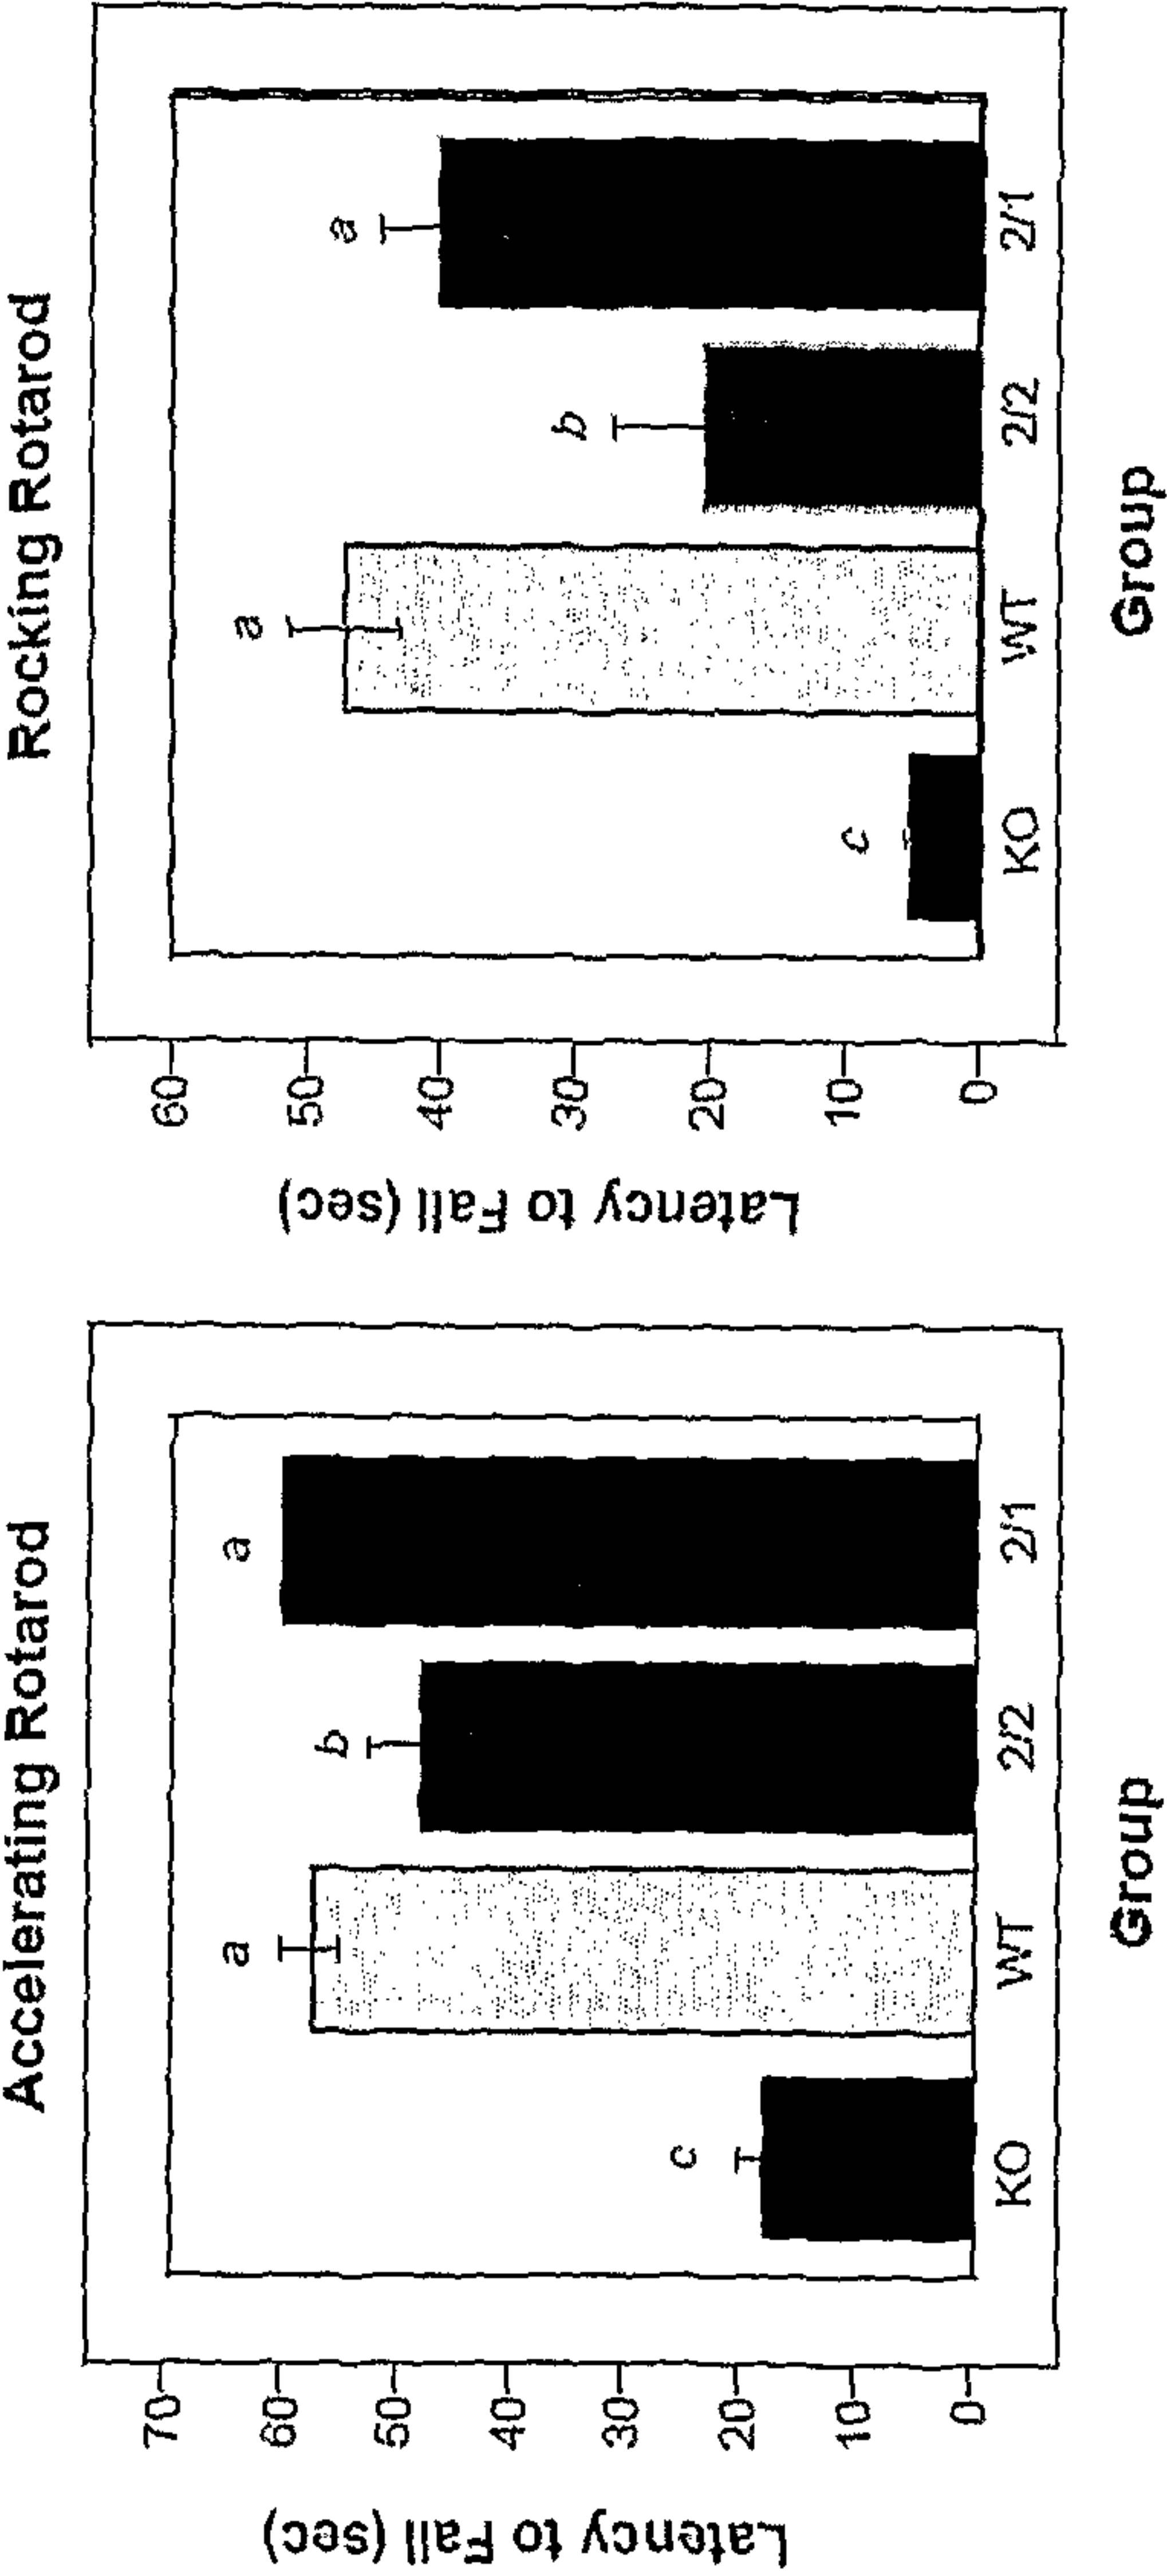 Accelerating Rotarod
Latency to Fall (sec)
70
60
50
40
30
20
10
0
c
a
b
a
KO
WT
2/2
2/1
Group
Rocking Rotarod
Latency to Fall (sec)
60
50
40
30
20
10
0
c
a
b
a
KO
WT
2/2
2/1
Group